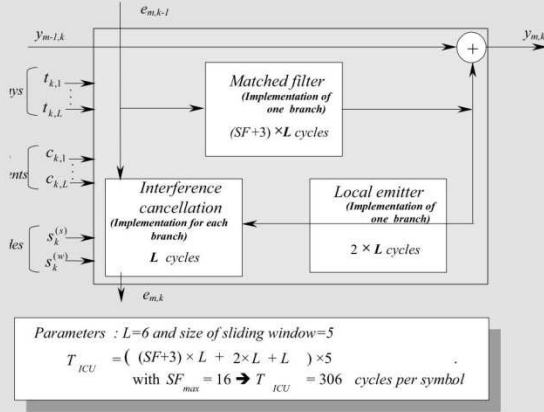 e_{m,k-1}
y_{m-1,k}
y_{m,k}
+
ys
t_{k,1}
t_{k,L}
Matched filter
(Implementation of
one branch)
(SF+3) ×L cycles
nts
c_{k,1}
c_{k,L}
Interference
cancellation
(Implementation for each
branch)
L cycles
Local emitter
(Implementation of
one branch)
2 × L cycles
des
s_k^{(s)}
s_k^{(w)}
e_{m,k}
Parameters : L=6 and size of sliding window=5
T_{ICU} =( (SF+3) × L + 2× L + L ) ×5 .
with SF_{max} = 16 ➔ T_{ICU} = 306 cycles per symbol